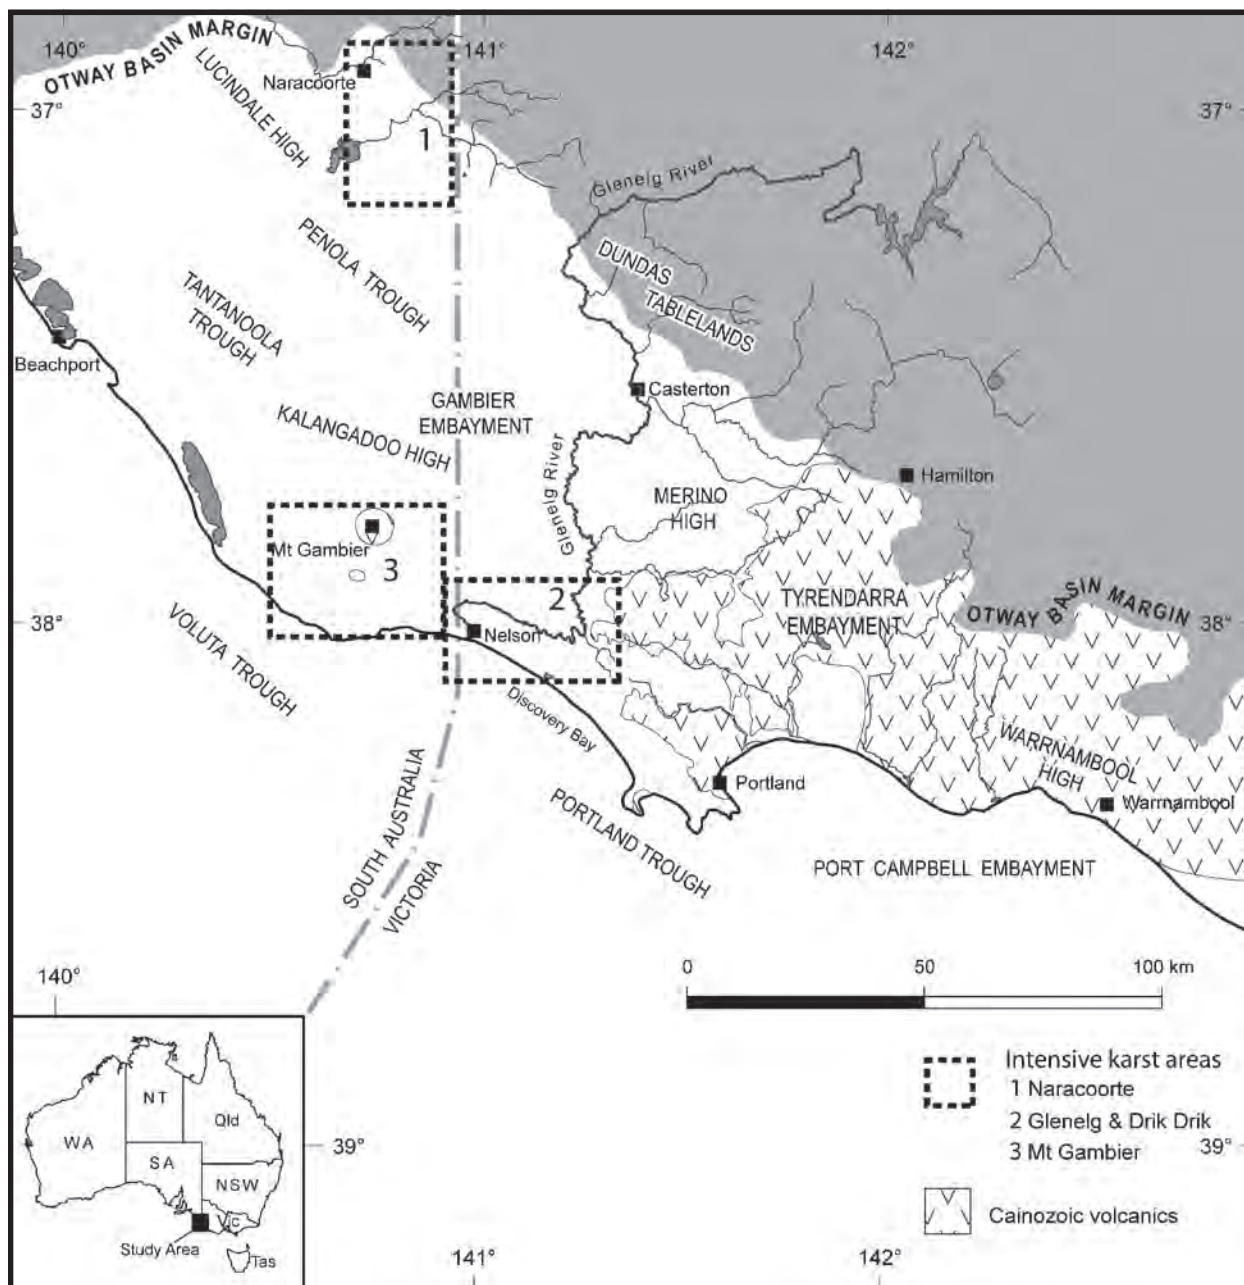 140°
141°
142°
OTWAY BASIN MARGIN
LUCINDALE HIGH
Naracoorte
37°
37°
1
Glenelg River
PENOLA TROUGH
DUNDAS
TABLELANDS
TANTANOOLA
TROUGH
Beachport
Casterton
GAMBIER
EMBAYMENT
KALANGADOO HIGH
Glenelg River
Hamilton
MERINO
HIGH
Mt Gambier
3
2
TYRENDARRA
EMBAYMENT
OTWAY BASIN MARGIN
38°
38°
Nelson
VOLUTA TROUGH
Discovery Bay
WARRNAMBOOL
HIGH
Portland
Warrnambool
PORTLAND TROUGH
SOUTH AUSTRALIA
VICTORIA
PORT CAMPBELL EMBAYMENT
140°
0
50
100 km
Intensive karst areas
1 Naracoorte
2 Glenelg & Drik Drik
3 Mt Gambier
39°
39°
Cainozoic volcanics
NT
Qld
WA
SA
NSW
Vic
Study Area
Tas
141°
142°